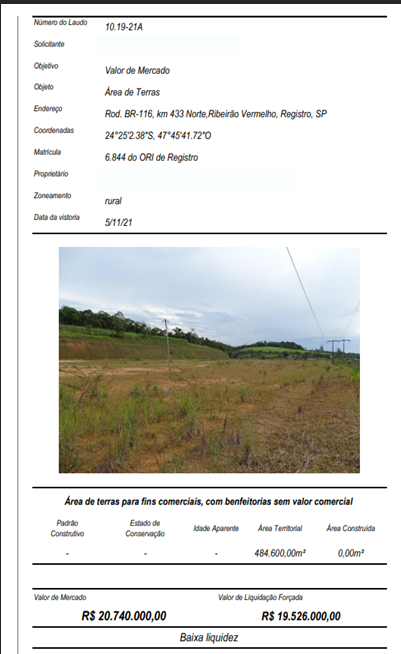 Número do Laudo 10.19-21A
Solicitante
Objetivo Valor de Mercado
Objeto Área de Terras
Endereço Rod. BR-116, km 433 Norte,Ribeirão Vermelho, Registro, SP
Coordenadas 24°25'2.38"S, 47°45'41.72"O
Matricula 6.844 do ORI de Registro
Proprietário
Zoneamento rural
Data da vistoria 5/11/21
Área de terras para fins comerciais, com benfeitorias sem valor comercial
Padrão Construtivo Estado de Conservação Idade Aparente Área Territorial Área Construída
- - - 484.600,00m² 0,00m²
Valor de Mercado Valor de Liquidação Forçada
R$ 20.740.000,00 R$ 19.526.000,00
Baixa liquidez